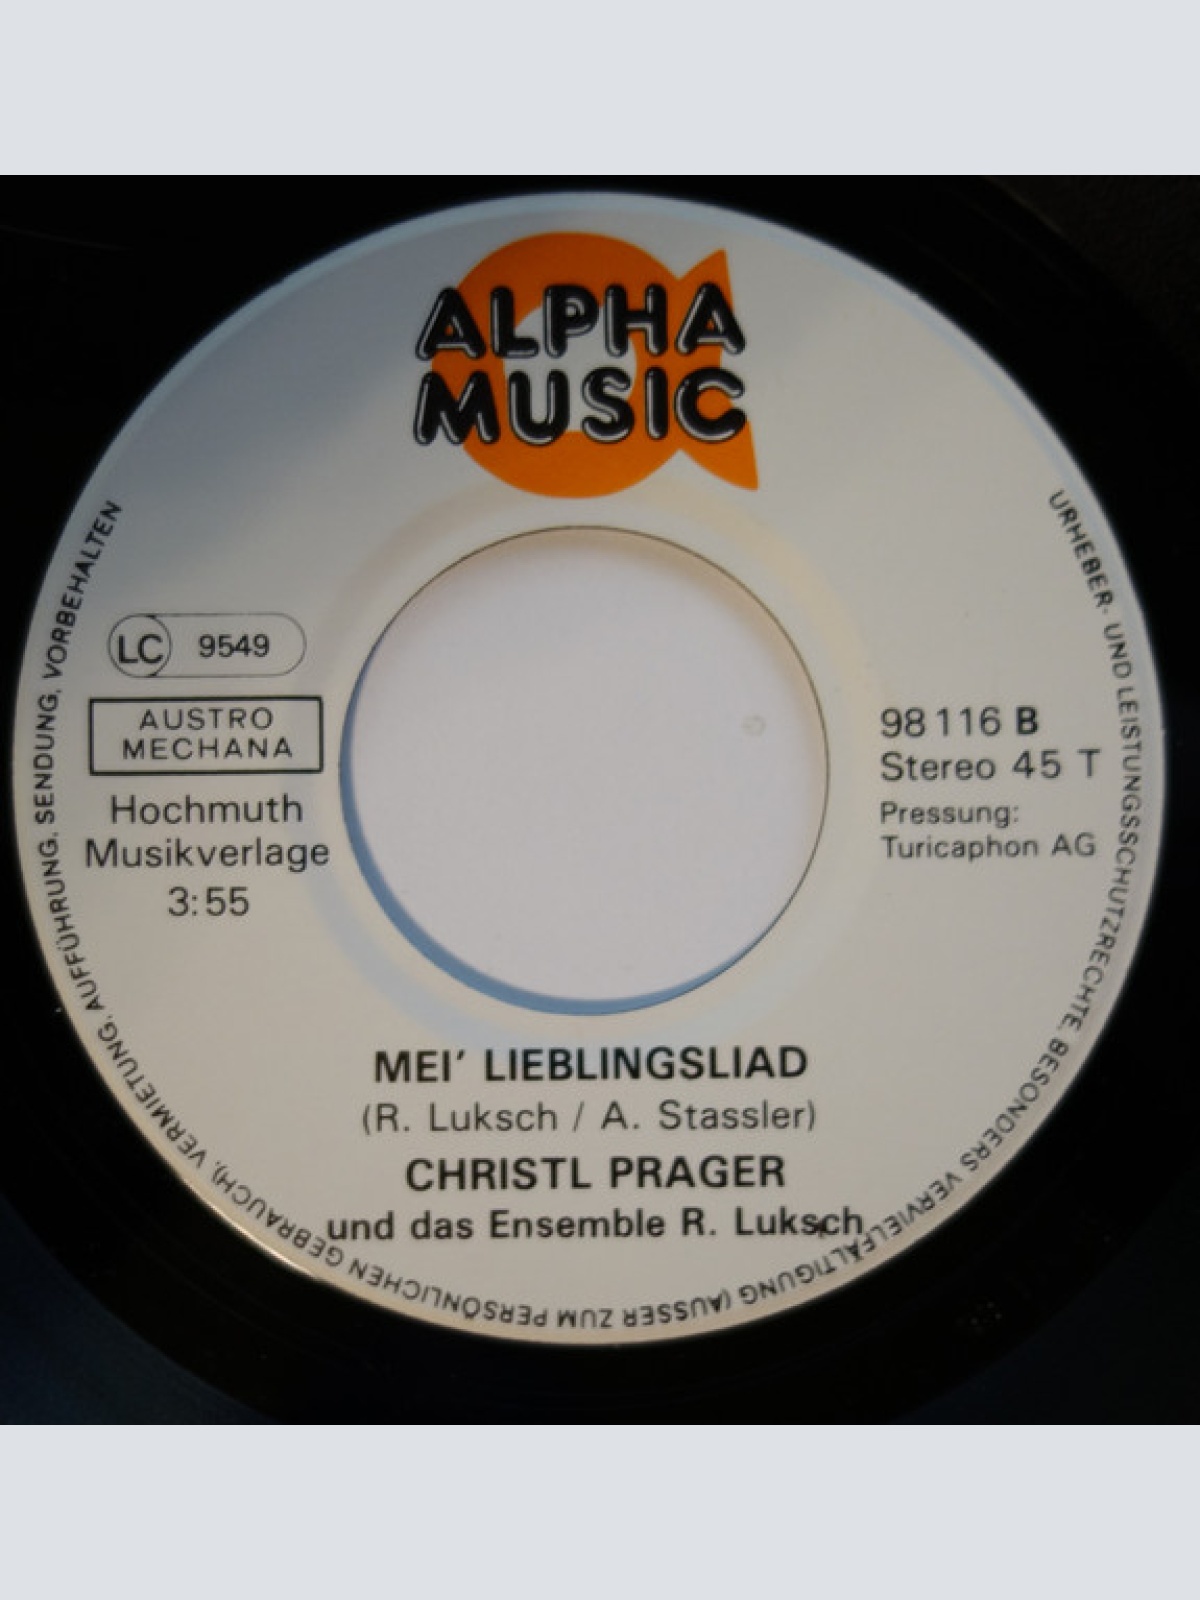 ALPHA
MUSIC
LC 9549
AUSTRO
MECHANA
Hochmuth
Musikverlage
3:55
98116 B
Stereo 45 T
Pressung:
Turicaphon AG
MEI' LIEBLINGSLIAD
(R. Luksch / A. Stassler)
CHRISTL PRAGER
und das Ensemble R. Luksch
URHEBER- UND LEISTUNGSSCHUTZRECHTE, BESONDERS VERVIELFÄLTIGUNG (AUSSER ZUM PERSÖNLICHEN GEBRAUCH), VERMIETUNG, AUFFÜHRUNG, SENDUNG, VORBEHALTEN